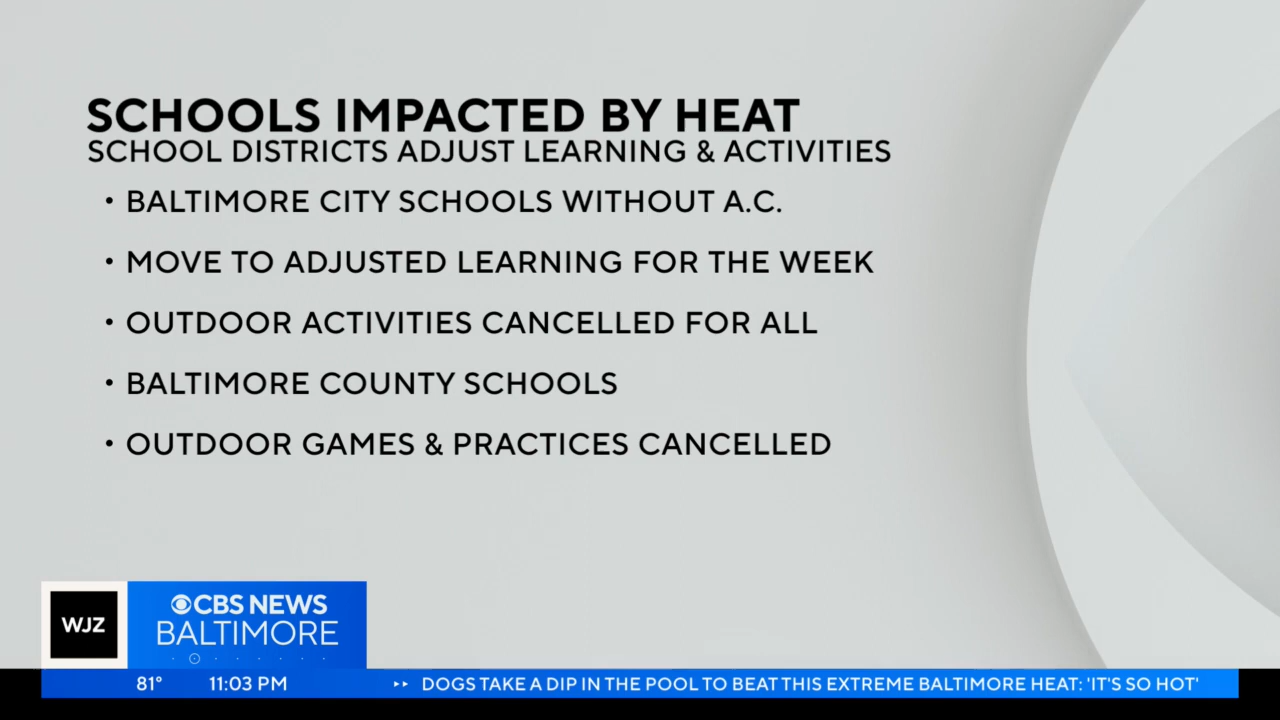 SCHOOLS IMPACTED BY HEAT
SCHOOL DISTRICTS ADJUST LEARNING & ACTIVITIES
• BALTIMORE CITY SCHOOLS WITHOUT A.C.
• MOVE TO ADJUSTED LEARNING FOR THE WEEK
• OUTDOOR ACTIVITIES CANCELLED FOR ALL
• BALTIMORE COUNTY SCHOOLS
• OUTDOOR GAMES & PRACTICES CANCELLED
WJZ
CBS NEWS
BALTIMORE
81° 11:03 PM DOGS TAKE A DIP IN THE POOL TO BEAT THIS EXTREME BALTIMORE HEAT: 'IT'S SO HOT'